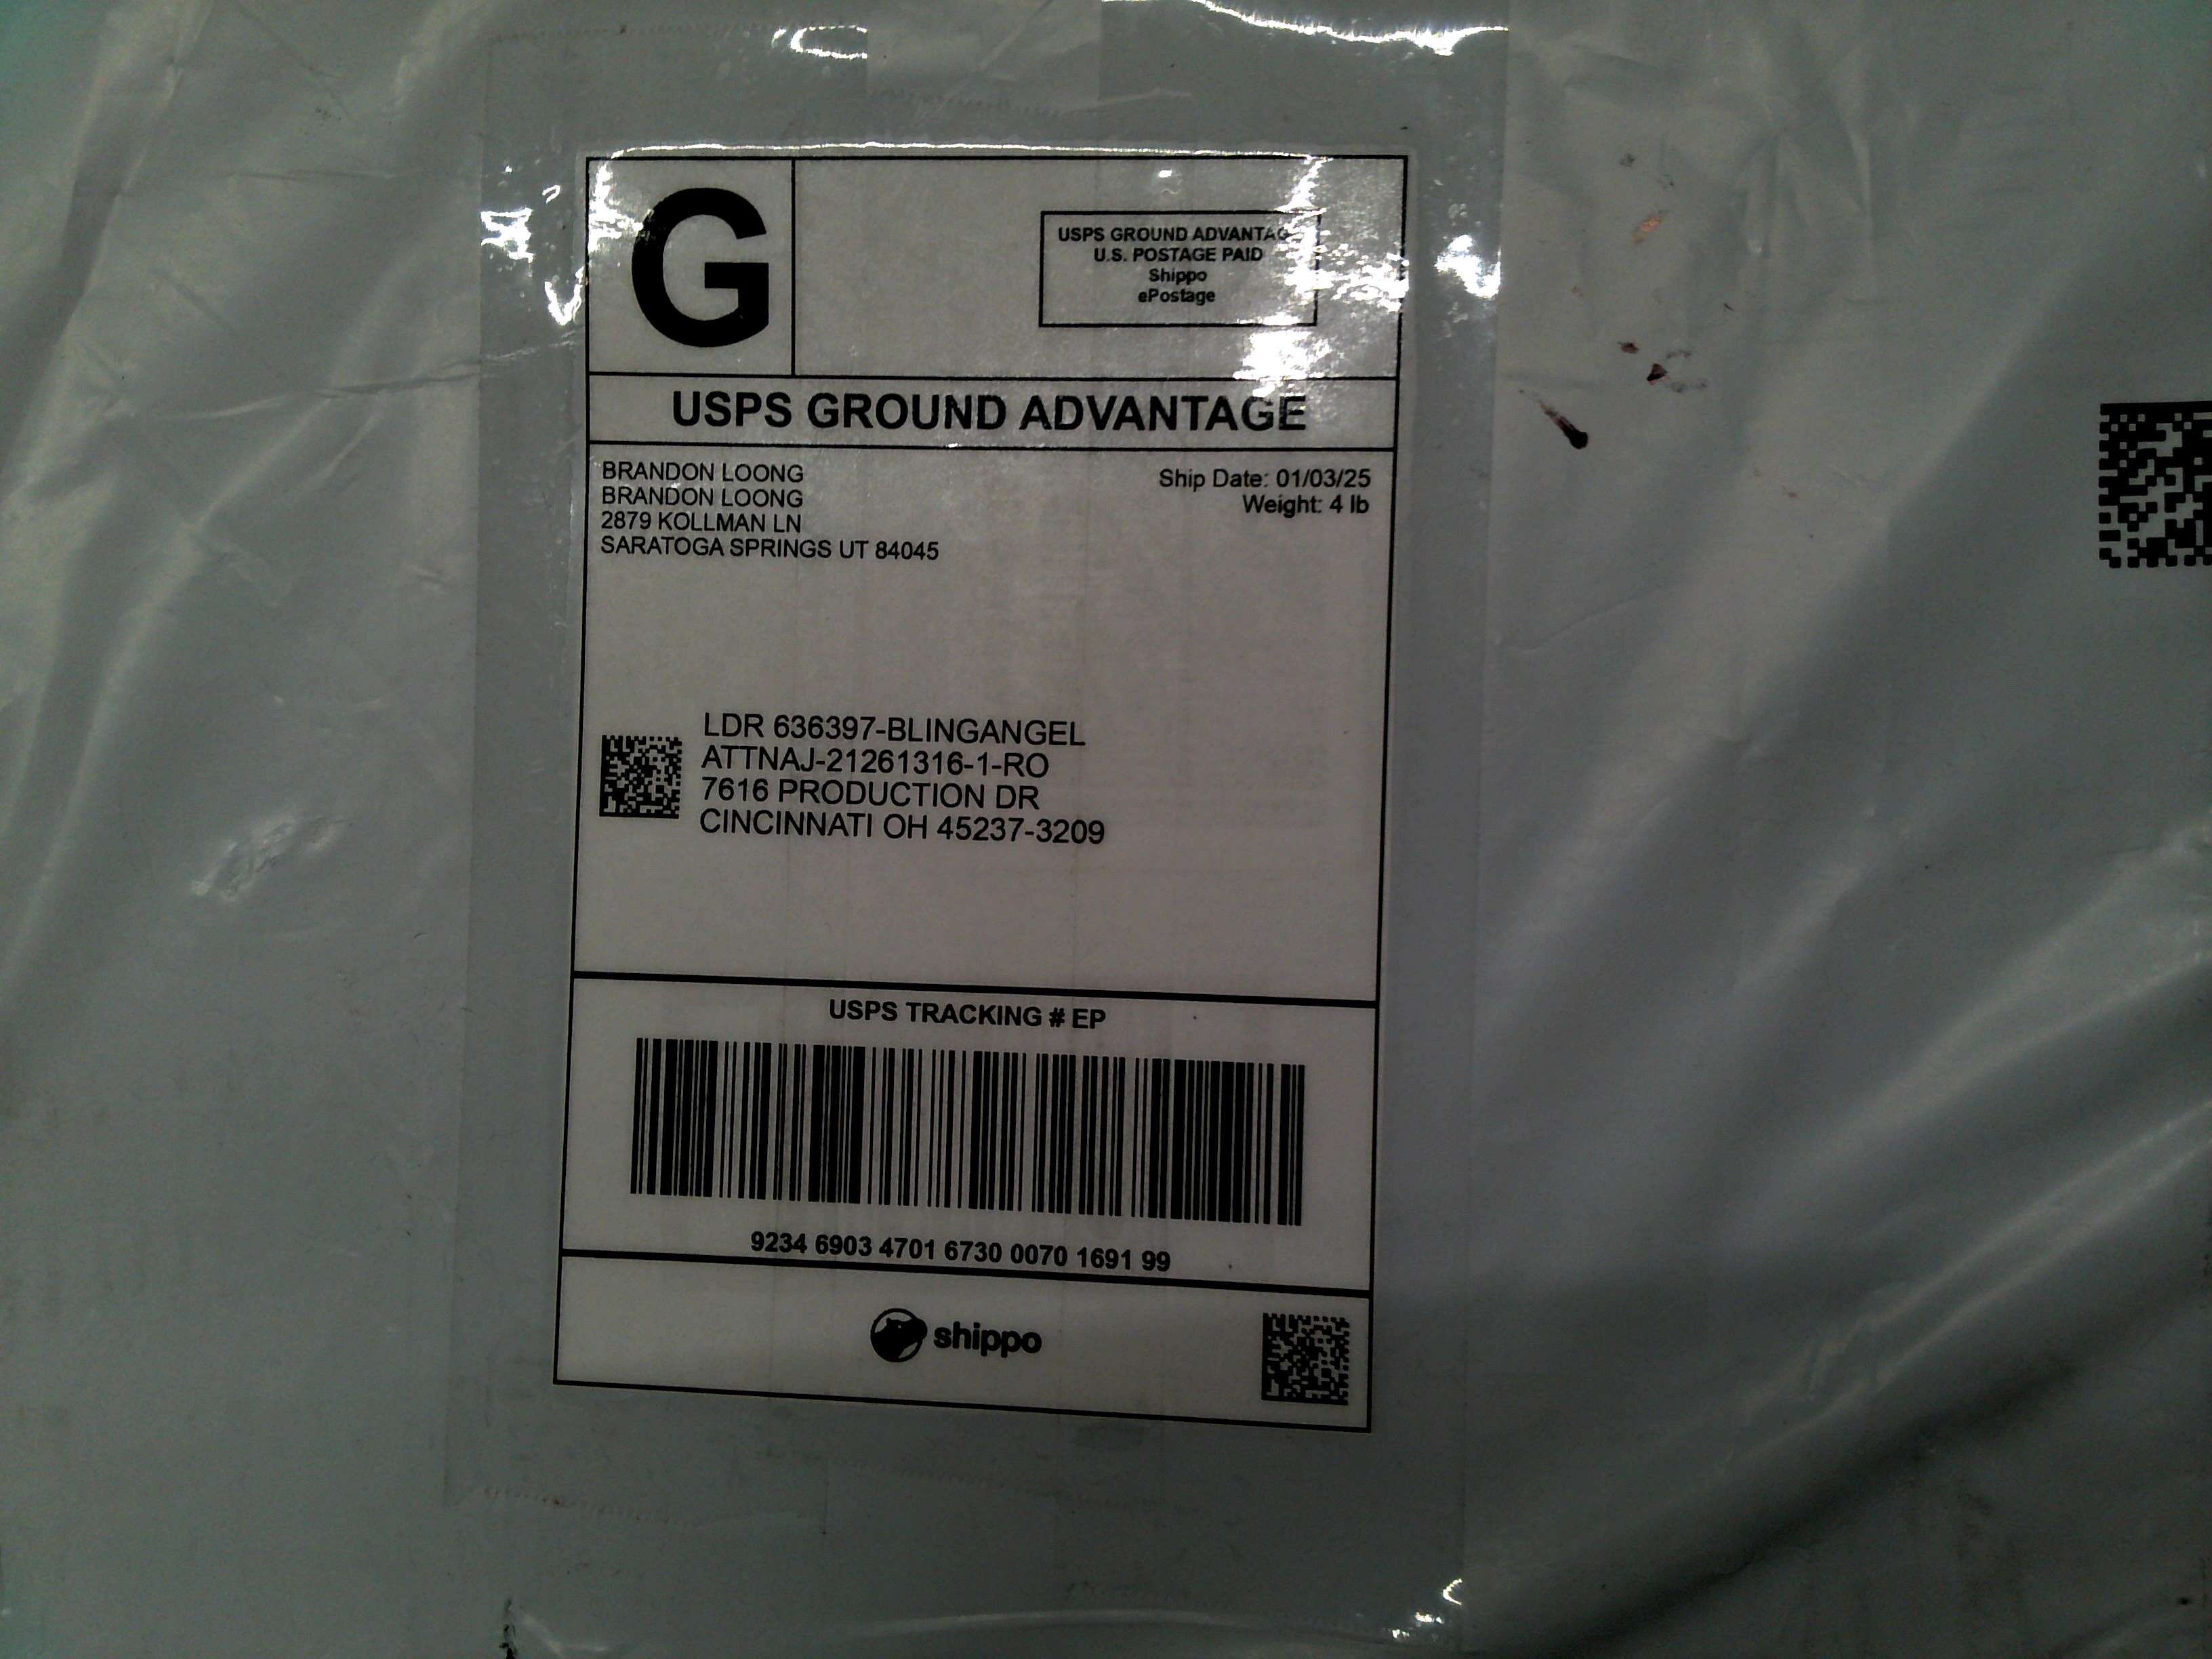 G
USPS GROUND ADVANTAG
U.S. POSTAGE PAID
Shippo
ePostage
USPS GROUND ADVANTAGE
BRANDON LOONG
BRANDON LOONG
2879 KOLLMAN LN
SARATOGA SPRINGS UT 84045
Ship Date: 01/03/25
Weight: 4 lb
LDR 636397-BLINGANGEL
ATTNAJ-21261316-1-RO
7616 PRODUCTION DR
CINCINNATI OH 45237-3209
USPS TRACKING # EP
9234 6903 4701 6730 0070 1691 99
shippo